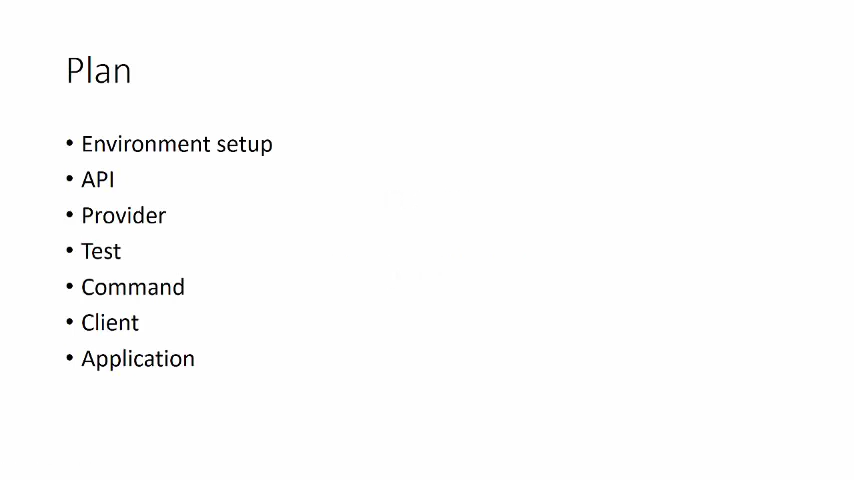 Plan
• Environment setup
• API
• Provider
• Test
• Command
• Client
• Application